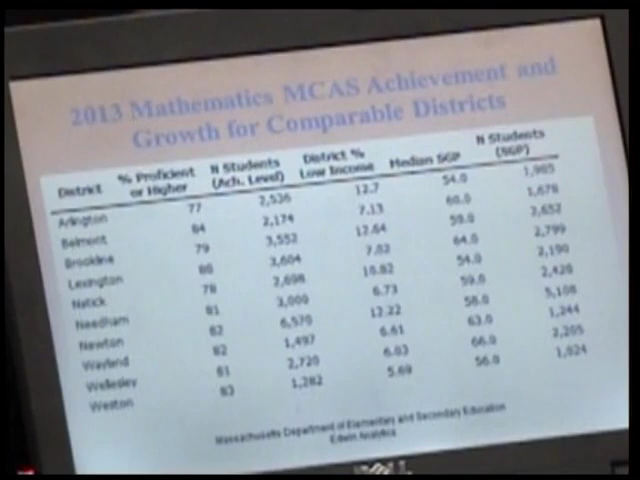 2013 Mathematics MCAS Achievement and
Growth for Comparable Districts
District % Proficient or Higher N Students (Ach. Level) District % Low Income Median SGP N Students (SGP)
Arlington 77 2,536 12.7 54.0 1,985
Belmont 84 2,174 7.13 60.0 1,678
Brookline 79 3,552 12.64 59.0 2,652
Lexington 88 3,604 7.02 64.0 2,799
Natick 78 2,698 10.82 54.0 2,190
Needham 81 3,000 6.73 59.0 2,428
Newton 82 6,570 12.22 58.0 5,108
Wayland 82 1,497 6.61 63.0 1,244
Wellesley 81 2,720 6.03 66.0 2,205
Weston 83 1,282 5.69 56.0 1,024
Massachusetts Department of Elementary and Secondary Education
Edwin Analytics
DELL